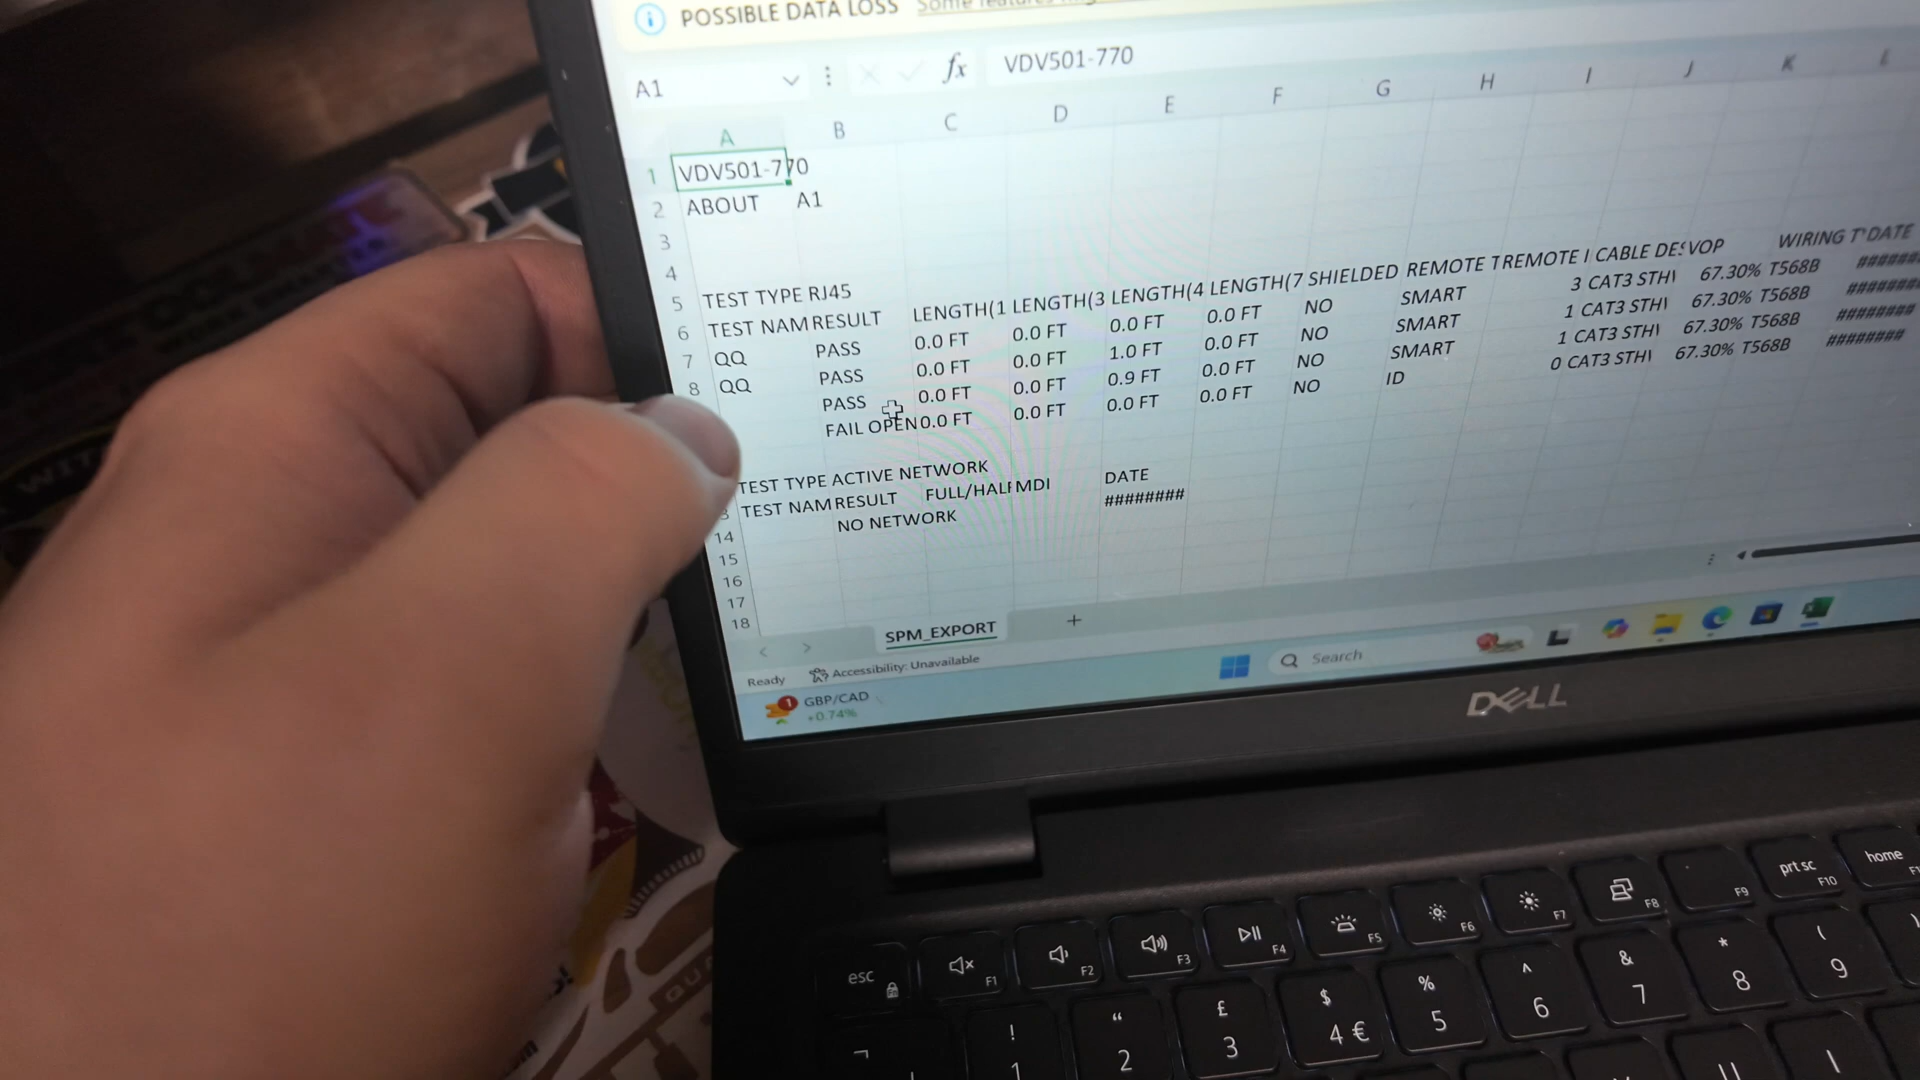 POSSIBLE DATA LOSS Some features
A1 fx VDV501-770
A B C D E F G H I J K
1 VDV501-770
2 ABOUT A1
3
4
5 TEST TYPE RJ45
6 TEST NAM RESULT LENGTH(1 LENGTH(3 LENGTH(4 LENGTH(7 SHIELDED REMOTE T REMOTE I CABLE DES VOP WIRING T DATE
7 QQ PASS 0.0 FT 0.0 FT 0.0 FT 0.0 FT NO SMART 3 CAT3 STH 67.30% T568B #######
8 QQ PASS 0.0 FT 0.0 FT 1.0 FT 0.0 FT NO SMART 1 CAT3 STH 67.30% T568B ########
PASS 0.0 FT 0.0 FT 0.9 FT 0.0 FT NO SMART 1 CAT3 STH 67.30% T568B ########
FAIL OPEN 0.0 FT 0.0 FT 0.0 FT 0.0 FT NO ID 0 CAT3 STH 67.30% T568B ########
TEST TYPE ACTIVE NETWORK
3 TEST NAM RESULT FULL/HALF MDI DATE
14 NO NETWORK ########
15
16
17
18
SPM_EXPORT +
Ready Accessibility: Unavailable
1 GBP/CAD
+0.74%
Search
DELL
esc F1 F2 F3 F4 F5 F6 F7 F8 F9 prt sc F10 home
¬ ! 1 " 2 £ 3 $ 4 € % 5 ^ 6 & 7 * 8 ( 9